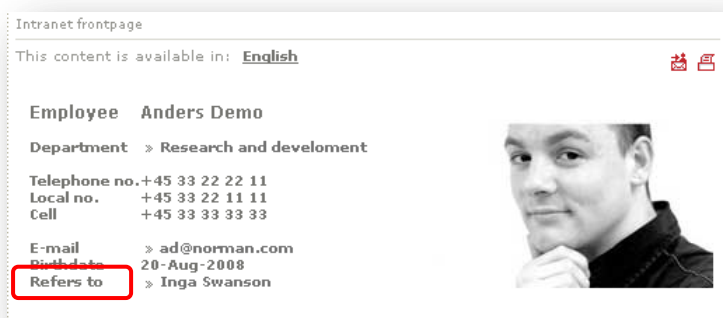 Intranet frontpage
This content is available in: English
Employee Anders Demo
Department » Research and develoment
Telephone no. +45 33 22 22 11
Local no. +45 33 22 11 11
Cell +45 33 33 33 33
E-mail » ad@norman.com
Birthdate 20-Aug-2008
Refers to » Inga Swanson